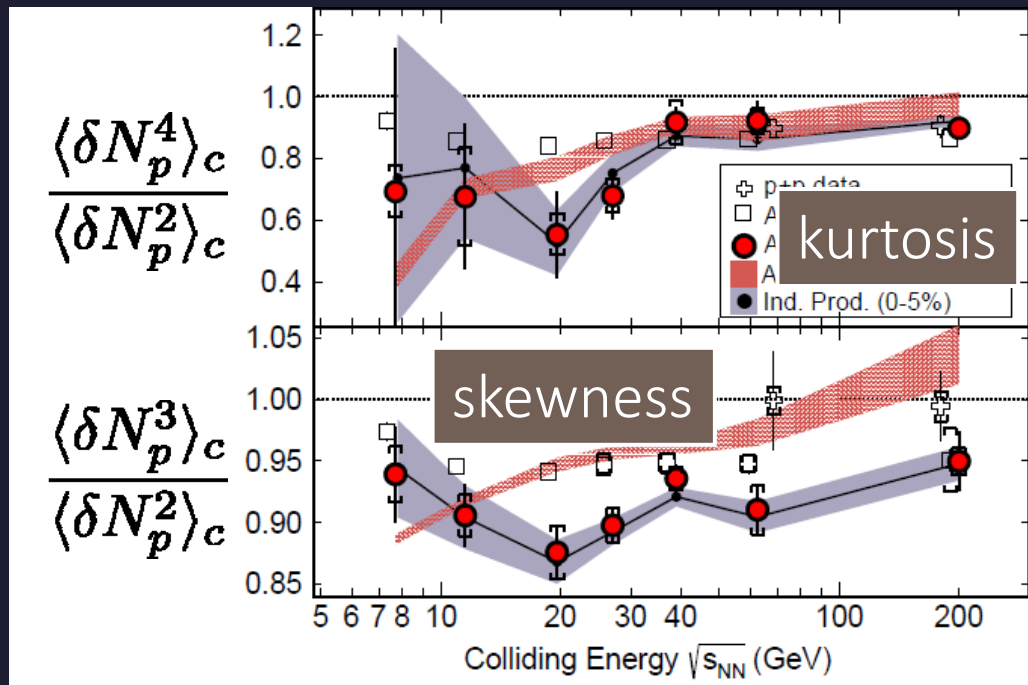 ⟨δN_p^4⟩_c
⟨δN_p^2⟩_c
1.2
1.0
0.8
0.6
0.4
p+p data
A
A
A
Ind. Prod. (0-5%)
kurtosis
⟨δN_p^3⟩_c
⟨δN_p^2⟩_c
1.05
1.00
0.95
0.90
0.85
skewness
5 6 7 8 10 20 30 40 100 200
Colliding Energy √s_NN (GeV)